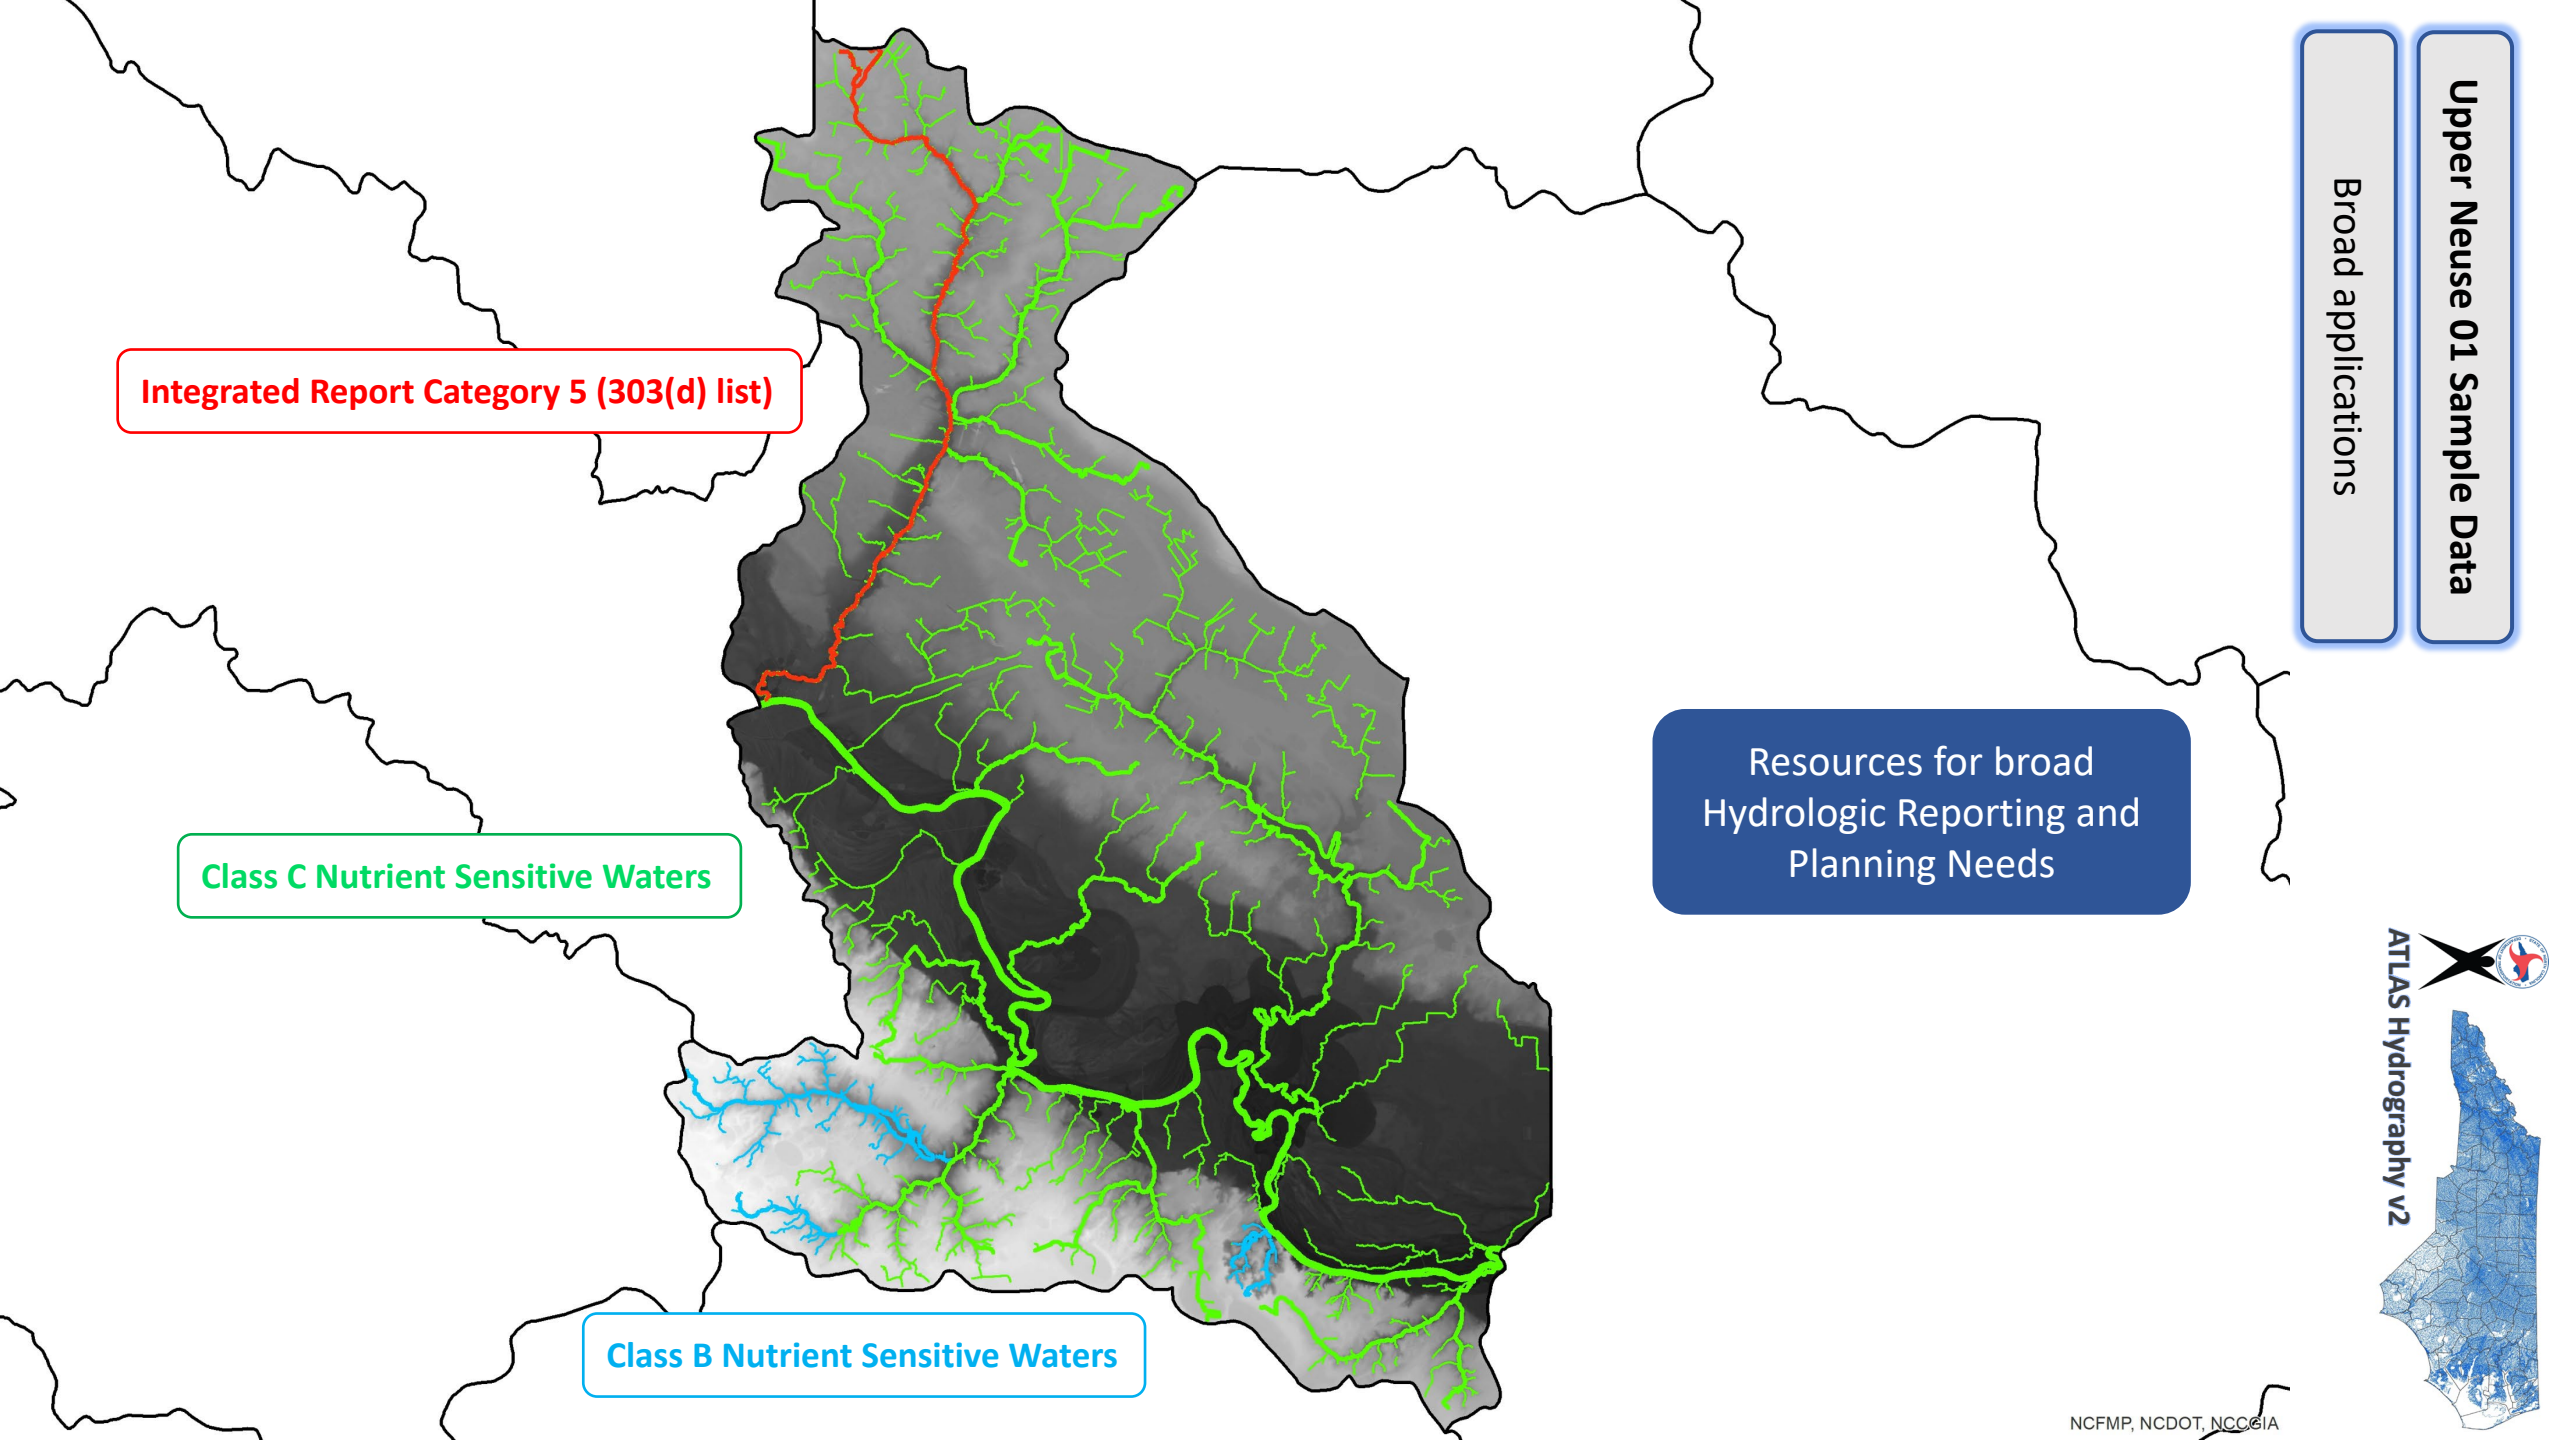 Upper Neuse 01 Sample Data
Broad applications
Integrated Report Category 5 (303(d) list)
Resources for broad
Hydrologic Reporting and
Planning Needs
Class C Nutrient Sensitive Waters
Class B Nutrient Sensitive Waters
ATLAS Hydrography v2
NCFMP, NCDOT, NCCGIA